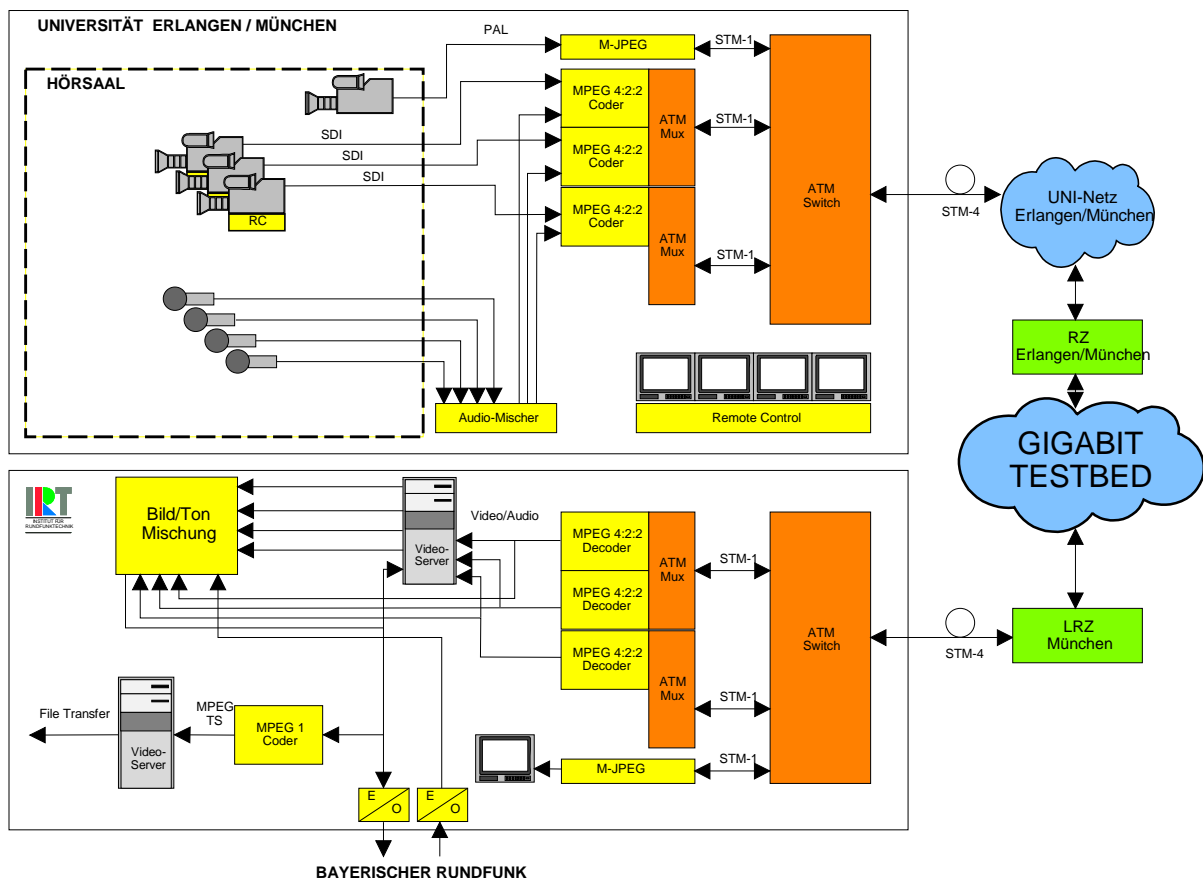 UNIVERSITÄT ERLANGEN / MÜNCHEN
PAL
M-JPEG
STM-1
HÖRSAAL
MPEG 4:2:2
Coder
ATM
Mux
STM-1
SDI
SDI
MPEG 4:2:2
Coder
SDI
RC
MPEG 4:2:2
Coder
ATM
Mux
STM-1
ATM
Switch
STM-4
UNI-Netz
Erlangen/München
RZ
Erlangen/München
Audio-Mischer
Remote Control
GIGABIT
TESTBED
IRT
INSTITUT FÜR
RUNDFUNKTECHNIK
Bild/Ton
Mischung
Video-
Server
Video/Audio
MPEG 4:2:2
Decoder
MPEG 4:2:2
Decoder
MPEG 4:2:2
Decoder
ATM
Mux
STM-1
ATM
Mux
STM-1
ATM
Switch
STM-4
LRZ
München
File Transfer
Video-
Server
MPEG
TS
MPEG 1
Coder
M-JPEG
STM-1
E
O
E
O
BAYERISCHER RUNDFUNK